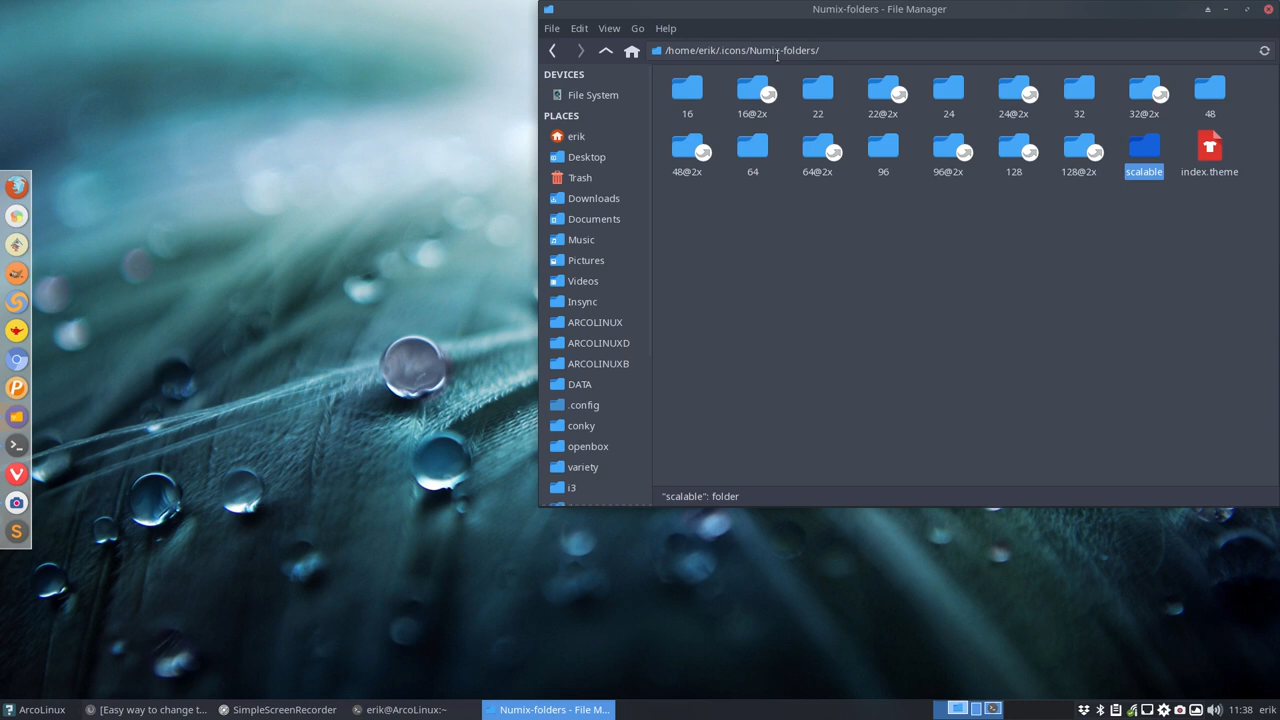 Numix-folders - File Manager
File Edit View Go Help
/home/erik/.icons/Numix-folders/
DEVICES
File System
PLACES
erik
Desktop
Trash
Downloads
Documents
Music
Pictures
Videos
Insync
ARCOLINUX
ARCOLINUXD
ARCOLINUXB
DATA
.config
conky
openbox
variety
i3
16 16@2x 22 22@2x 24 24@2x 32 32@2x 48
48@2x 64 64@2x 96 96@2x 128 128@2x scalable index.theme
"scalable": folder
ArcoLinux [Easy way to change t... SimpleScreenRecorder erik@ArcoLinux:~ Numix-folders - File M... 11:38 erik